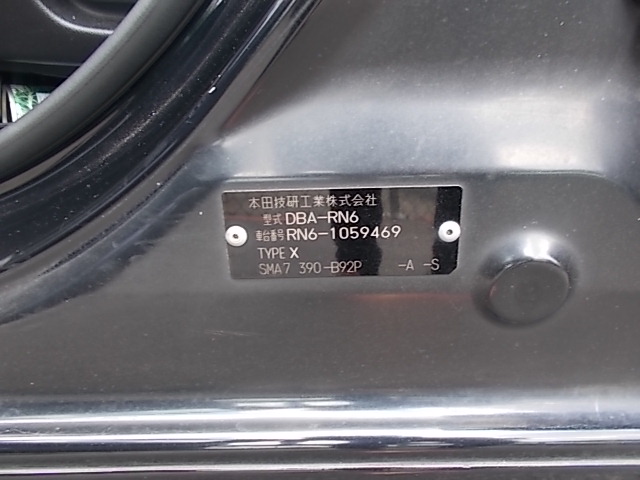 本田技研工業株式会社
型式 DBA-RN6
車台番号 RN6-1059469
TYPE X
SMA7 390-B92P -A -S